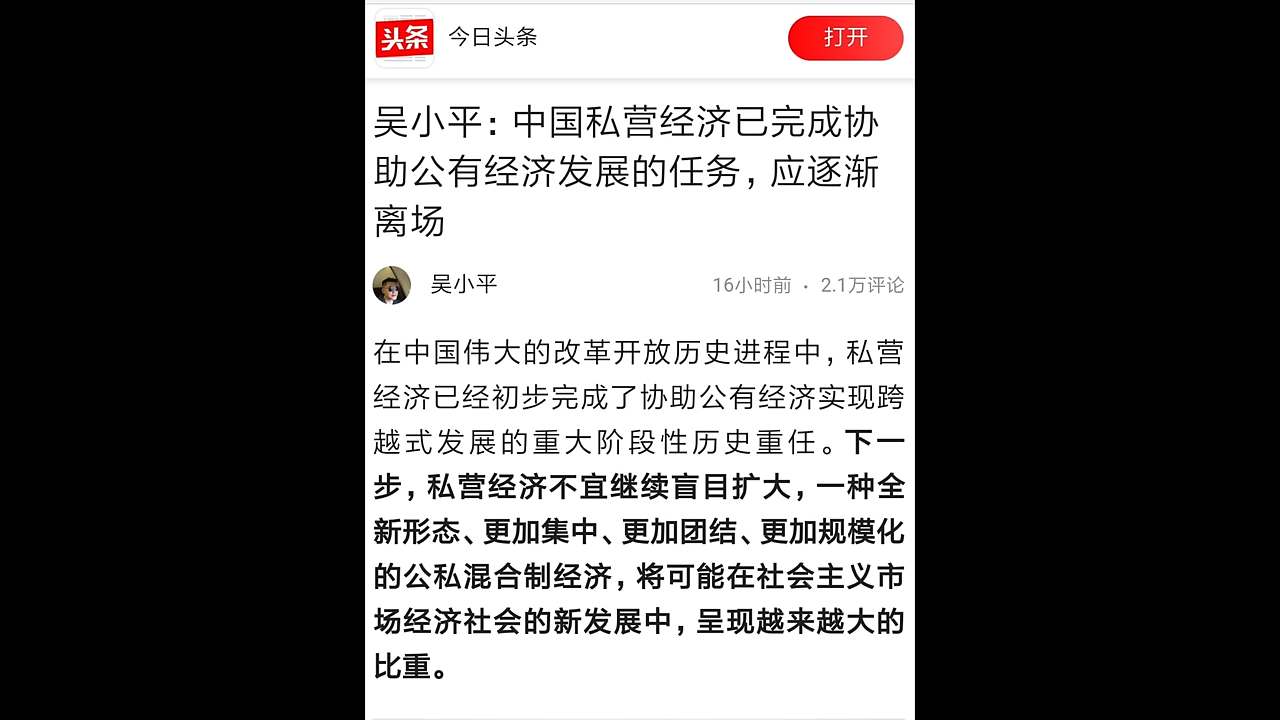 头条
今日头条
打开
吴小平：中国私营经济已完成协
助公有经济发展的任务，应逐渐
离场
吴小平
16小时前 · 2.1万评论
在中国伟大的改革开放历史进程中，私营
经济已经初步完成了协助公有经济实现跨
越式发展的重大阶段性历史重任。下一
步，私营经济不宜继续盲目扩大，一种全
新形态、更加集中、更加团结、更加规模化
的公私混合制经济，将可能在社会主义市
场经济社会的新发展中，呈现越来越大的
比重。